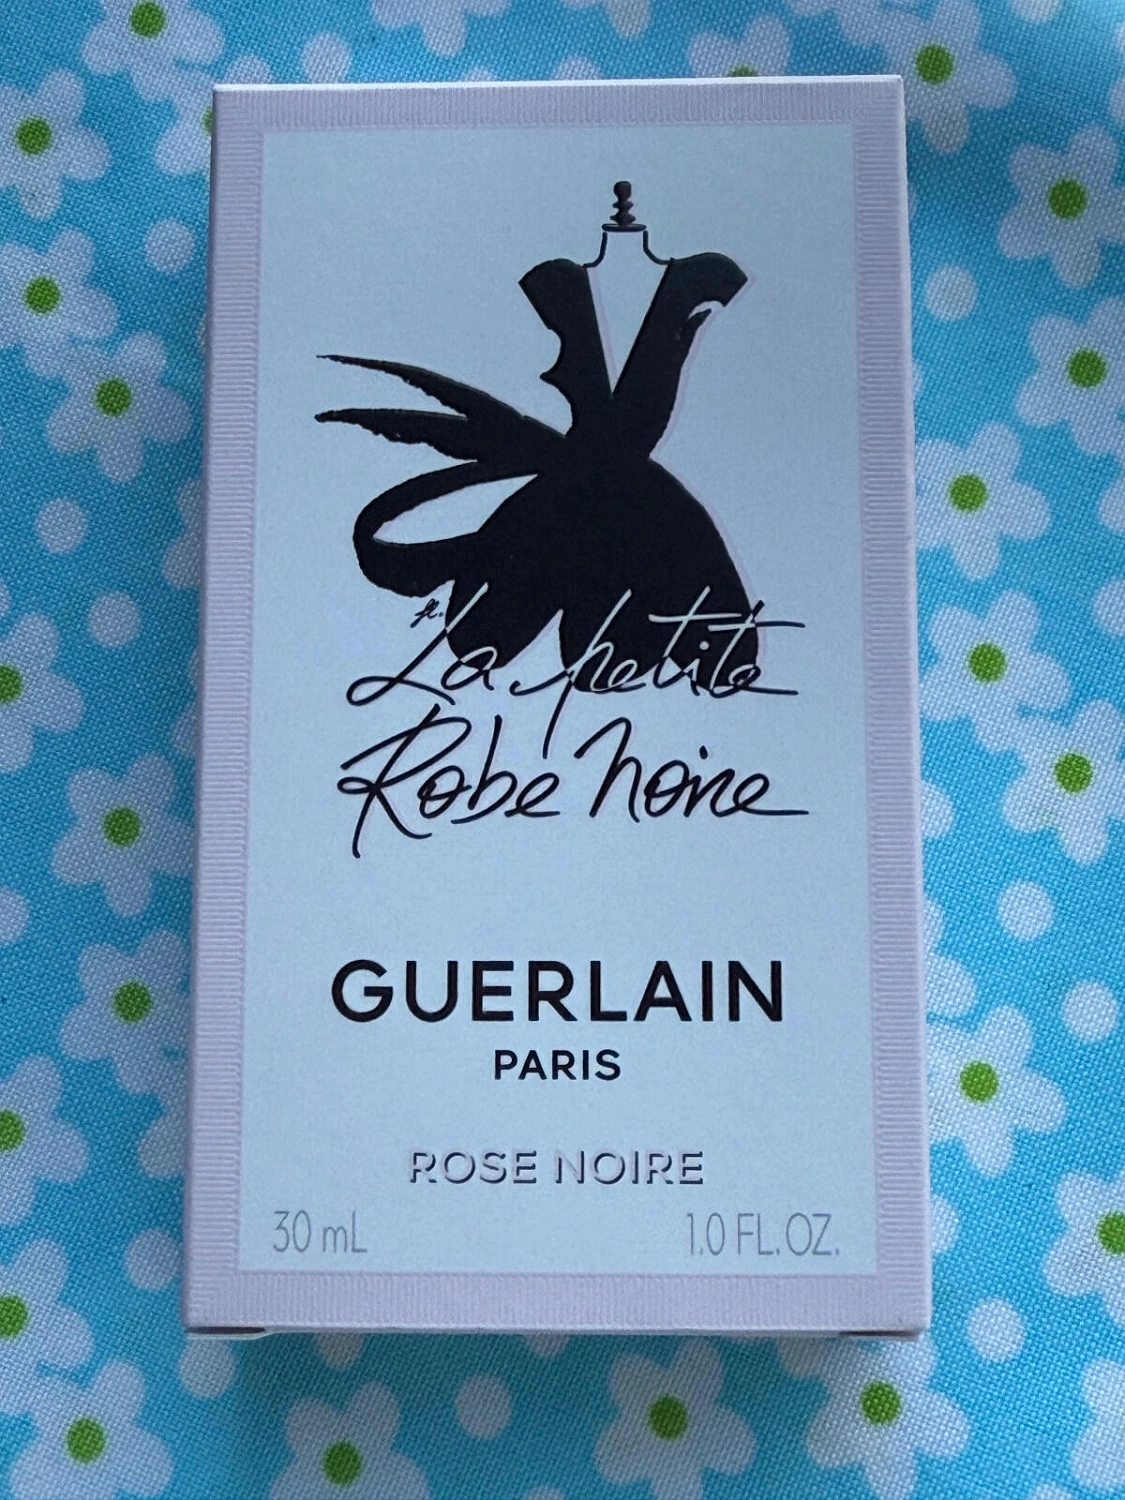 La petite
Robe Noire
GUERLAIN
PARIS
ROSE NOIRE
30 mL 1.0 FL.OZ.